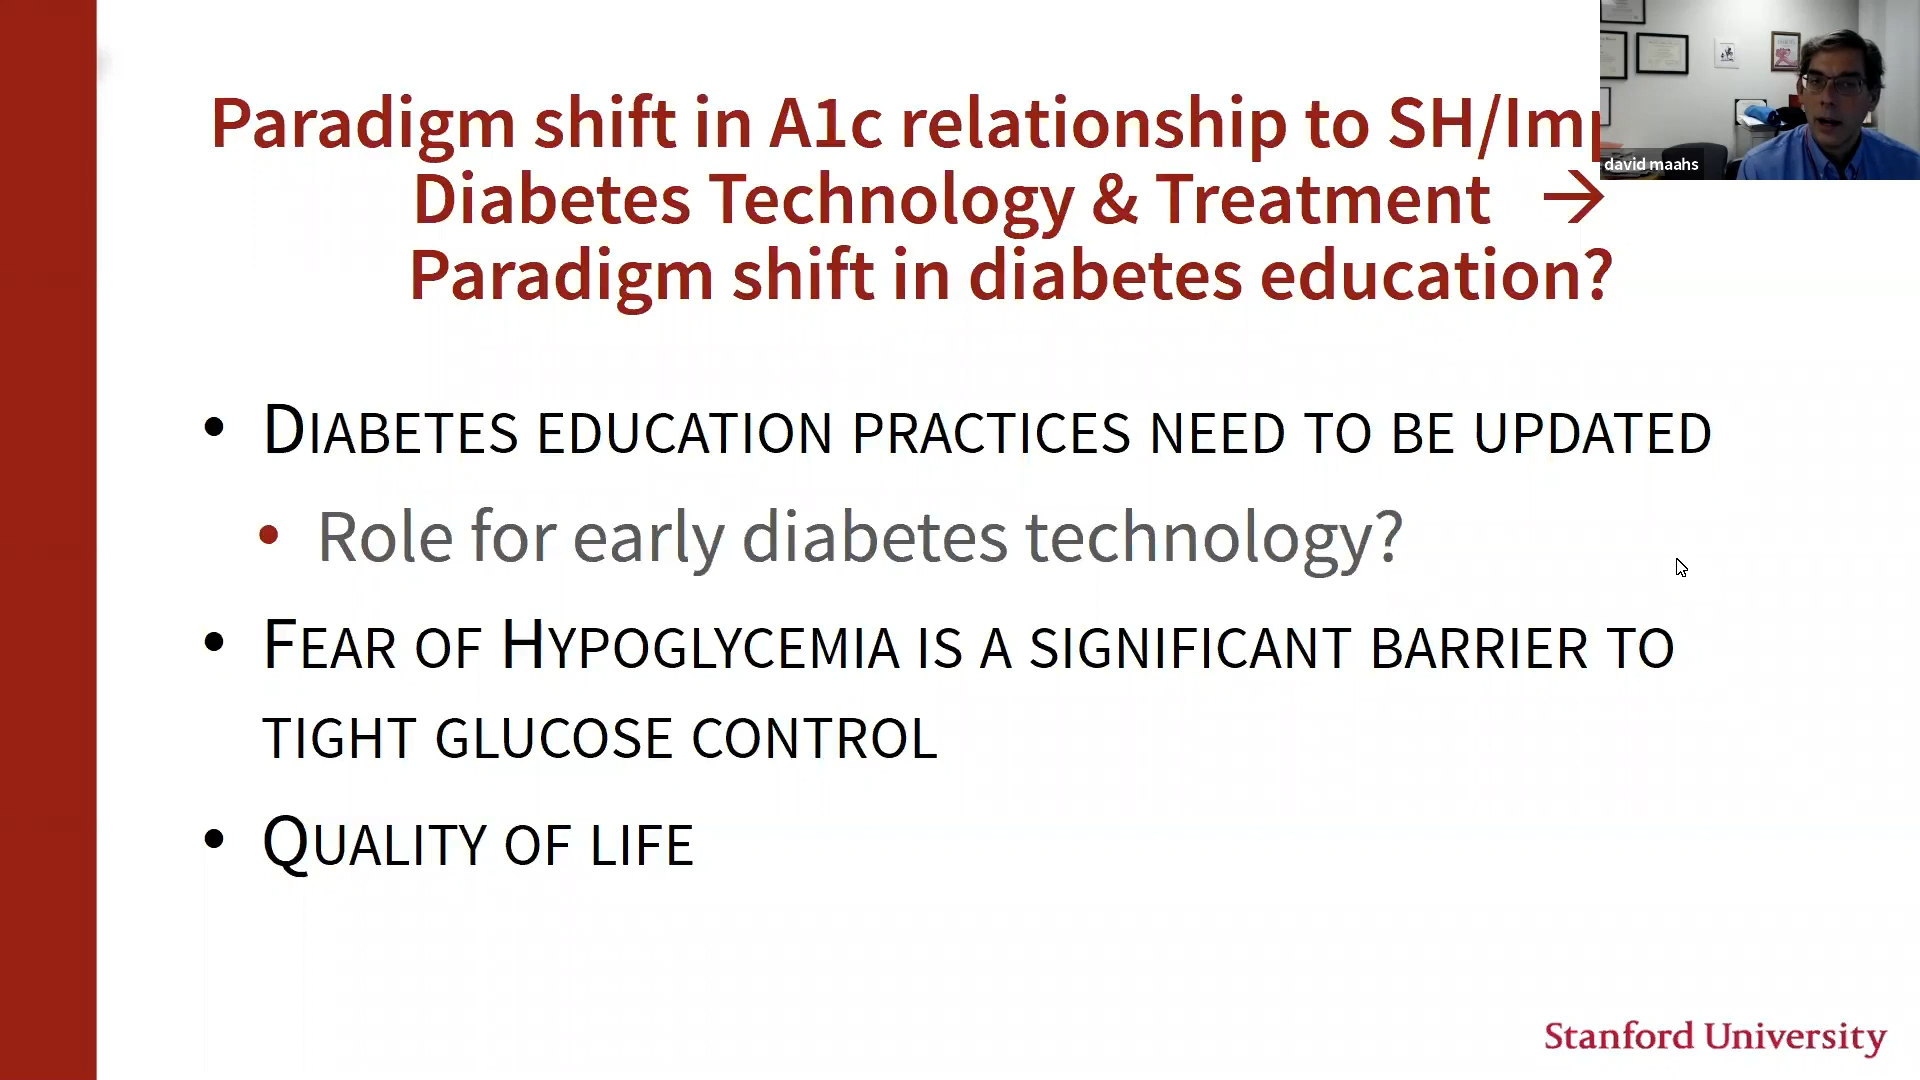 Paradigm shift in A1c relationship to SH/Imp
david maahs
Diabetes Technology & Treatment →
Paradigm shift in diabetes education?
• DIABETES EDUCATION PRACTICES NEED TO BE UPDATED
• Role for early diabetes technology?
• FEAR OF HYPOGLYCEMIA IS A SIGNIFICANT BARRIER TO
TIGHT GLUCOSE CONTROL
• QUALITY OF LIFE
Stanford University